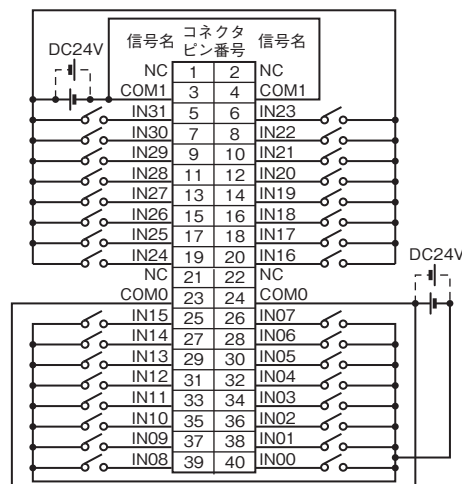 信号名 コネクタ ピン番号 信号名
DC24V
NC 1 2 NC
COM1 3 4 COM1
IN31 5 6 IN23
IN30 7 8 IN22
IN29 9 10 IN21
IN28 11 12 IN20
IN27 13 14 IN19
IN26 15 16 IN18
IN25 17 18 IN17
IN24 19 20 IN16
NC 21 22 NC
DC24V
COM0 23 24 COM0
IN15 25 26 IN07
IN14 27 28 IN06
IN13 29 30 IN05
IN12 31 32 IN04
IN11 33 34 IN03
IN10 35 36 IN02
IN09 37 38 IN01
IN08 39 40 IN00